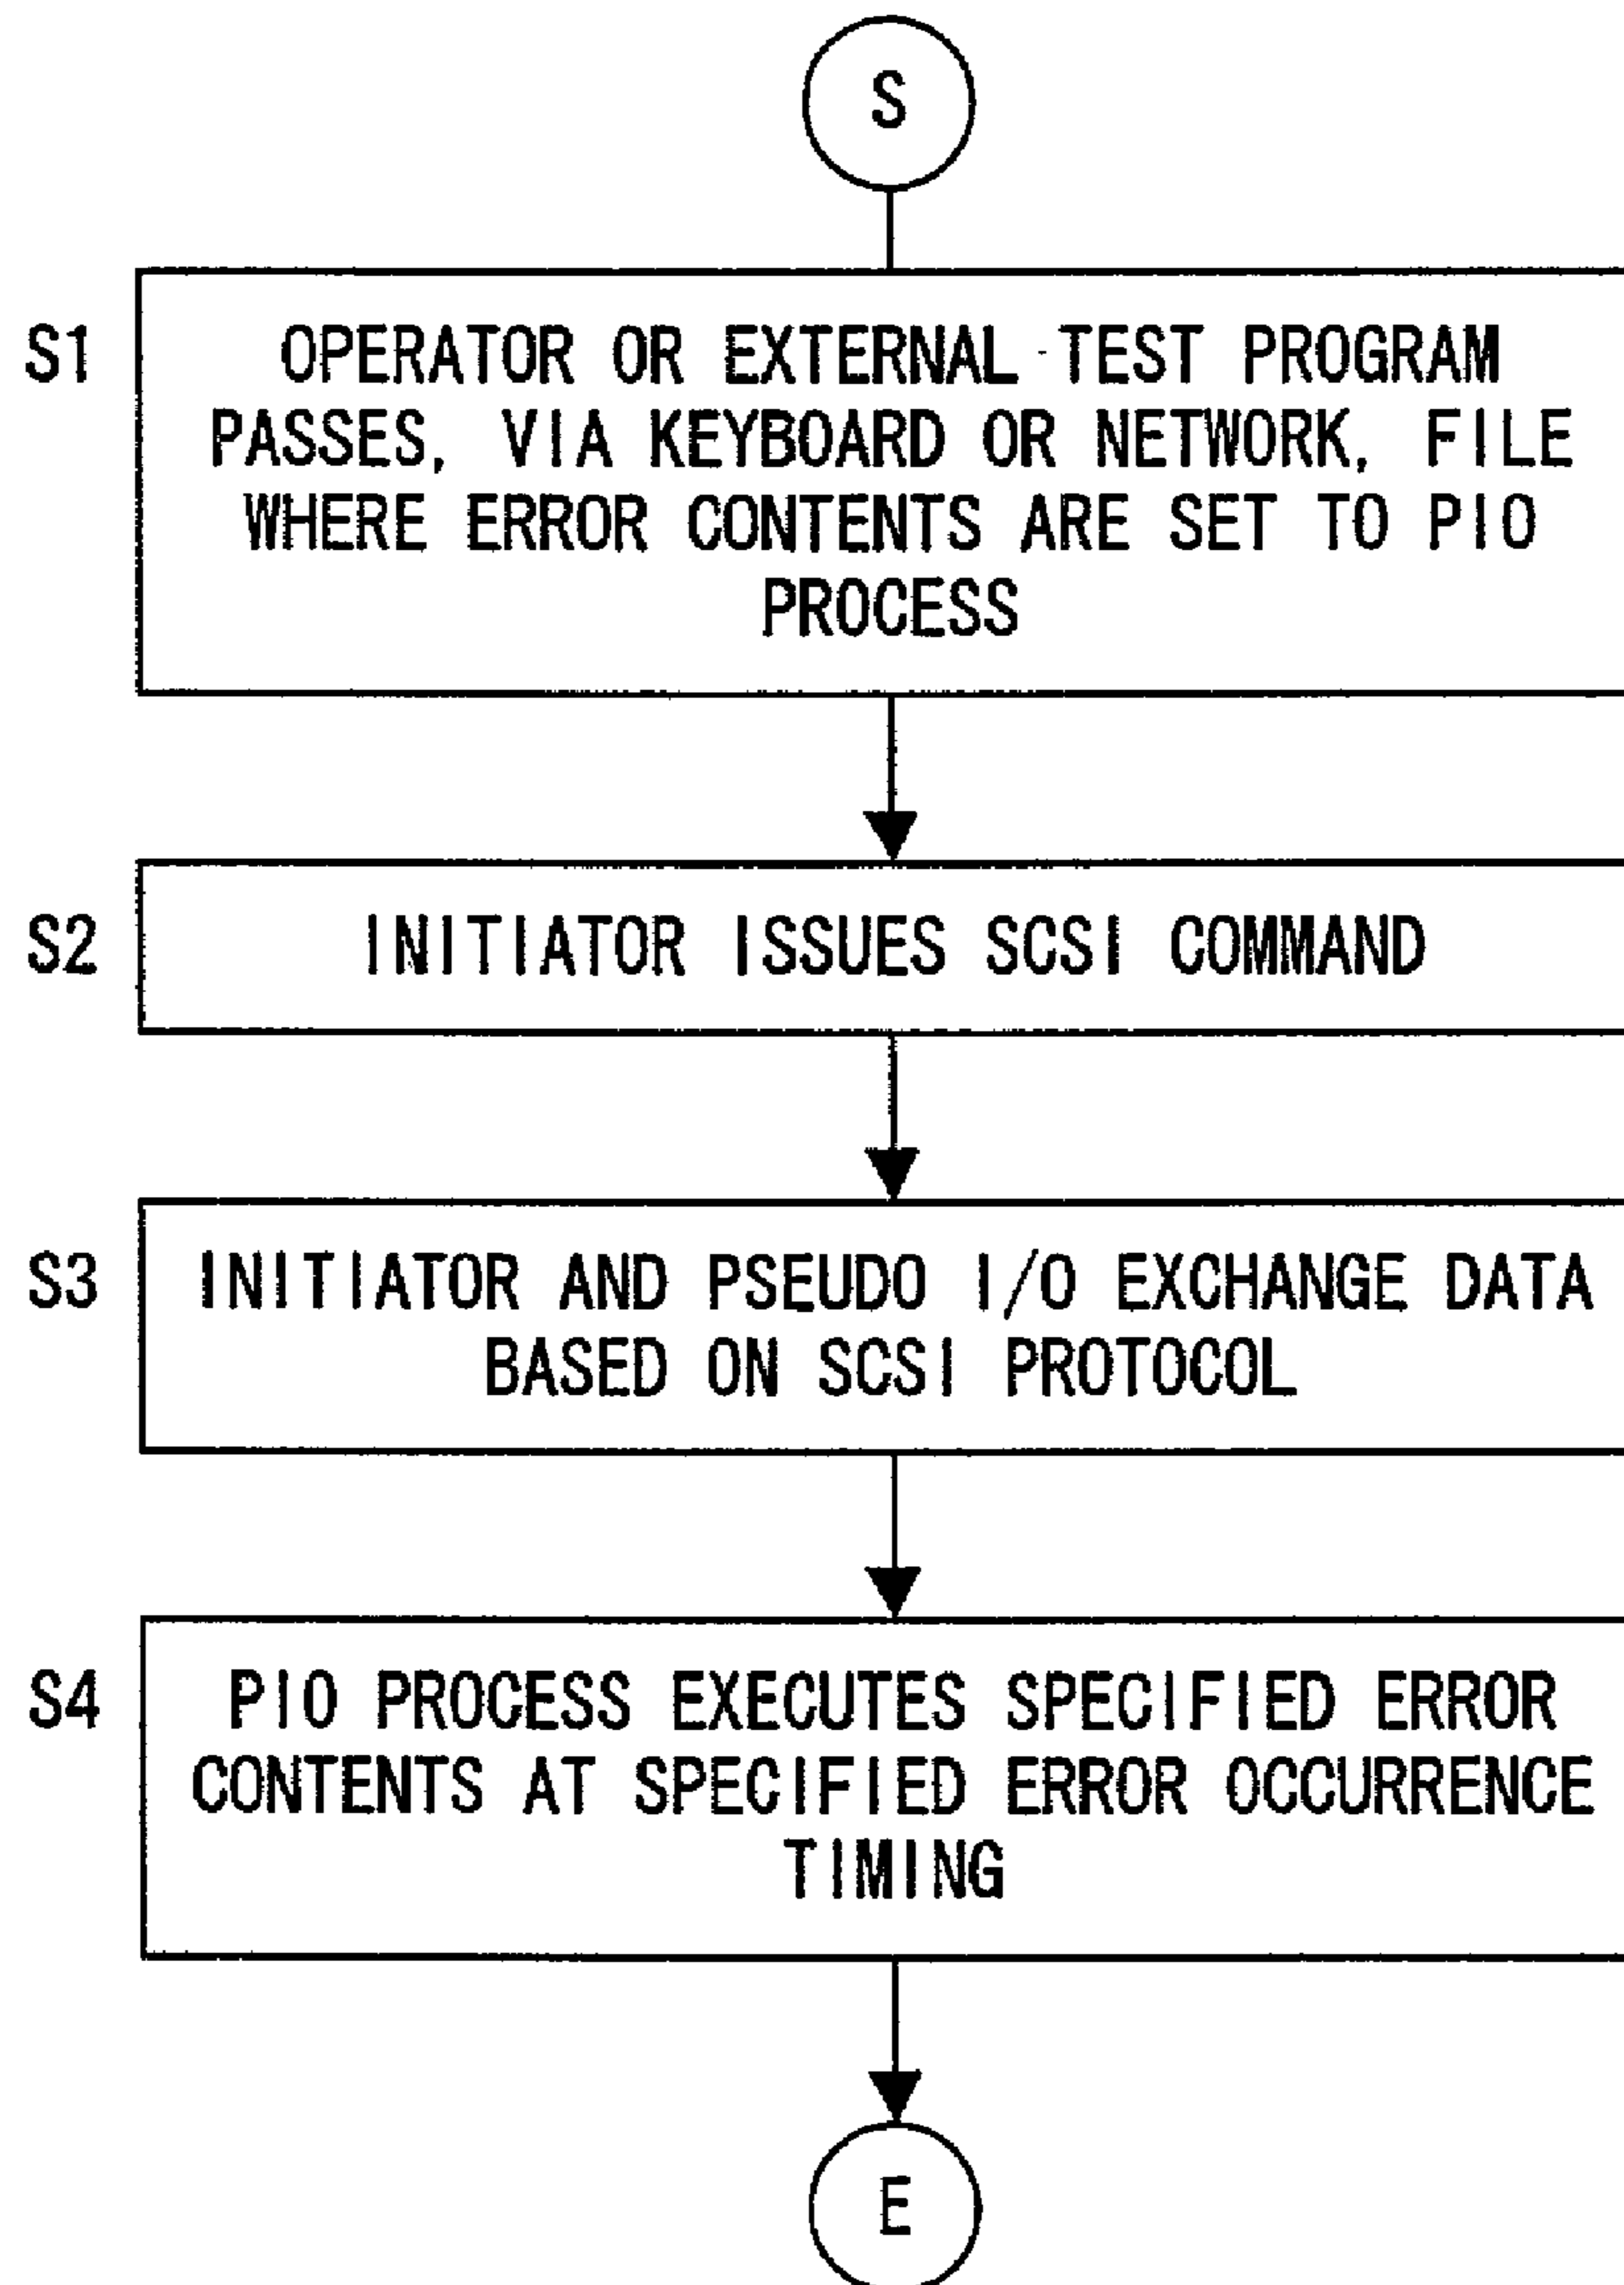 S
S1
OPERATOR OR EXTERNAL TEST PROGRAM
PASSES, VIA KEYBOARD OR NETWORK, FILE
WHERE ERROR CONTENTS ARE SET TO PIO
PROCESS
S2
INITIATOR ISSUES SCSI COMMAND
S3
INITIATOR AND PSEUDO I/O EXCHANGE DATA
BASED ON SCSI PROTOCOL
S4
PIO PROCESS EXECUTES SPECIFIED ERROR
CONTENTS AT SPECIFIED ERROR OCCURRENCE
TIMING
E